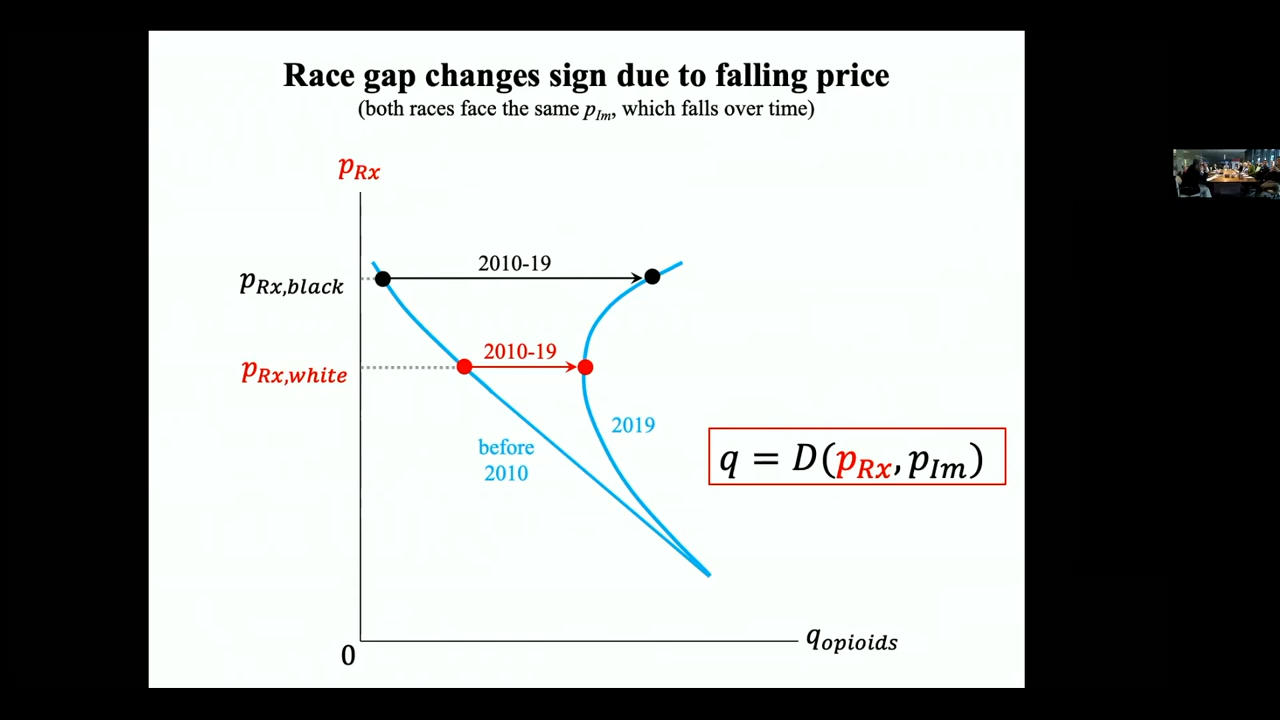 Race gap changes sign due to falling price
(both races face the same p_Im, which falls over time)
p_Rx
2010-19
p_Rx,black
2010-19
p_Rx,white
2019
before
2010
q = D(p_Rx, p_Im)
0
q_opioids